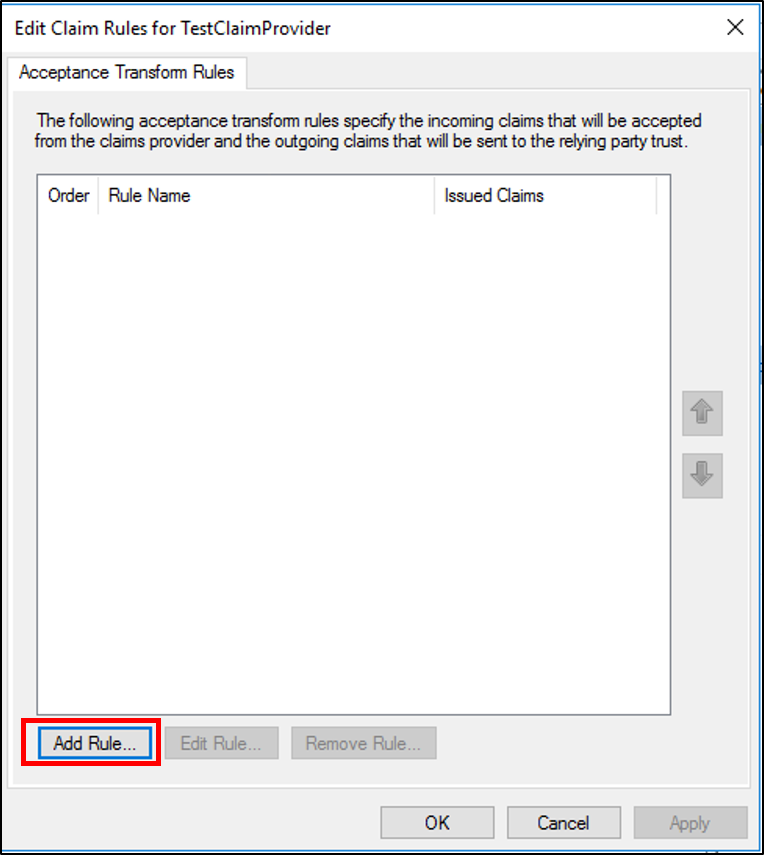 Edit Claim Rules for TestClaimProvider
Acceptance Transform Rules
The following acceptance transform rules specify the incoming claims that will be accepted
from the claims provider and the outgoing claims that will be sent to the relying party trust.
Order Rule Name Issued Claims
Add Rule... Edit Rule... Remove Rule...
OK Cancel Apply